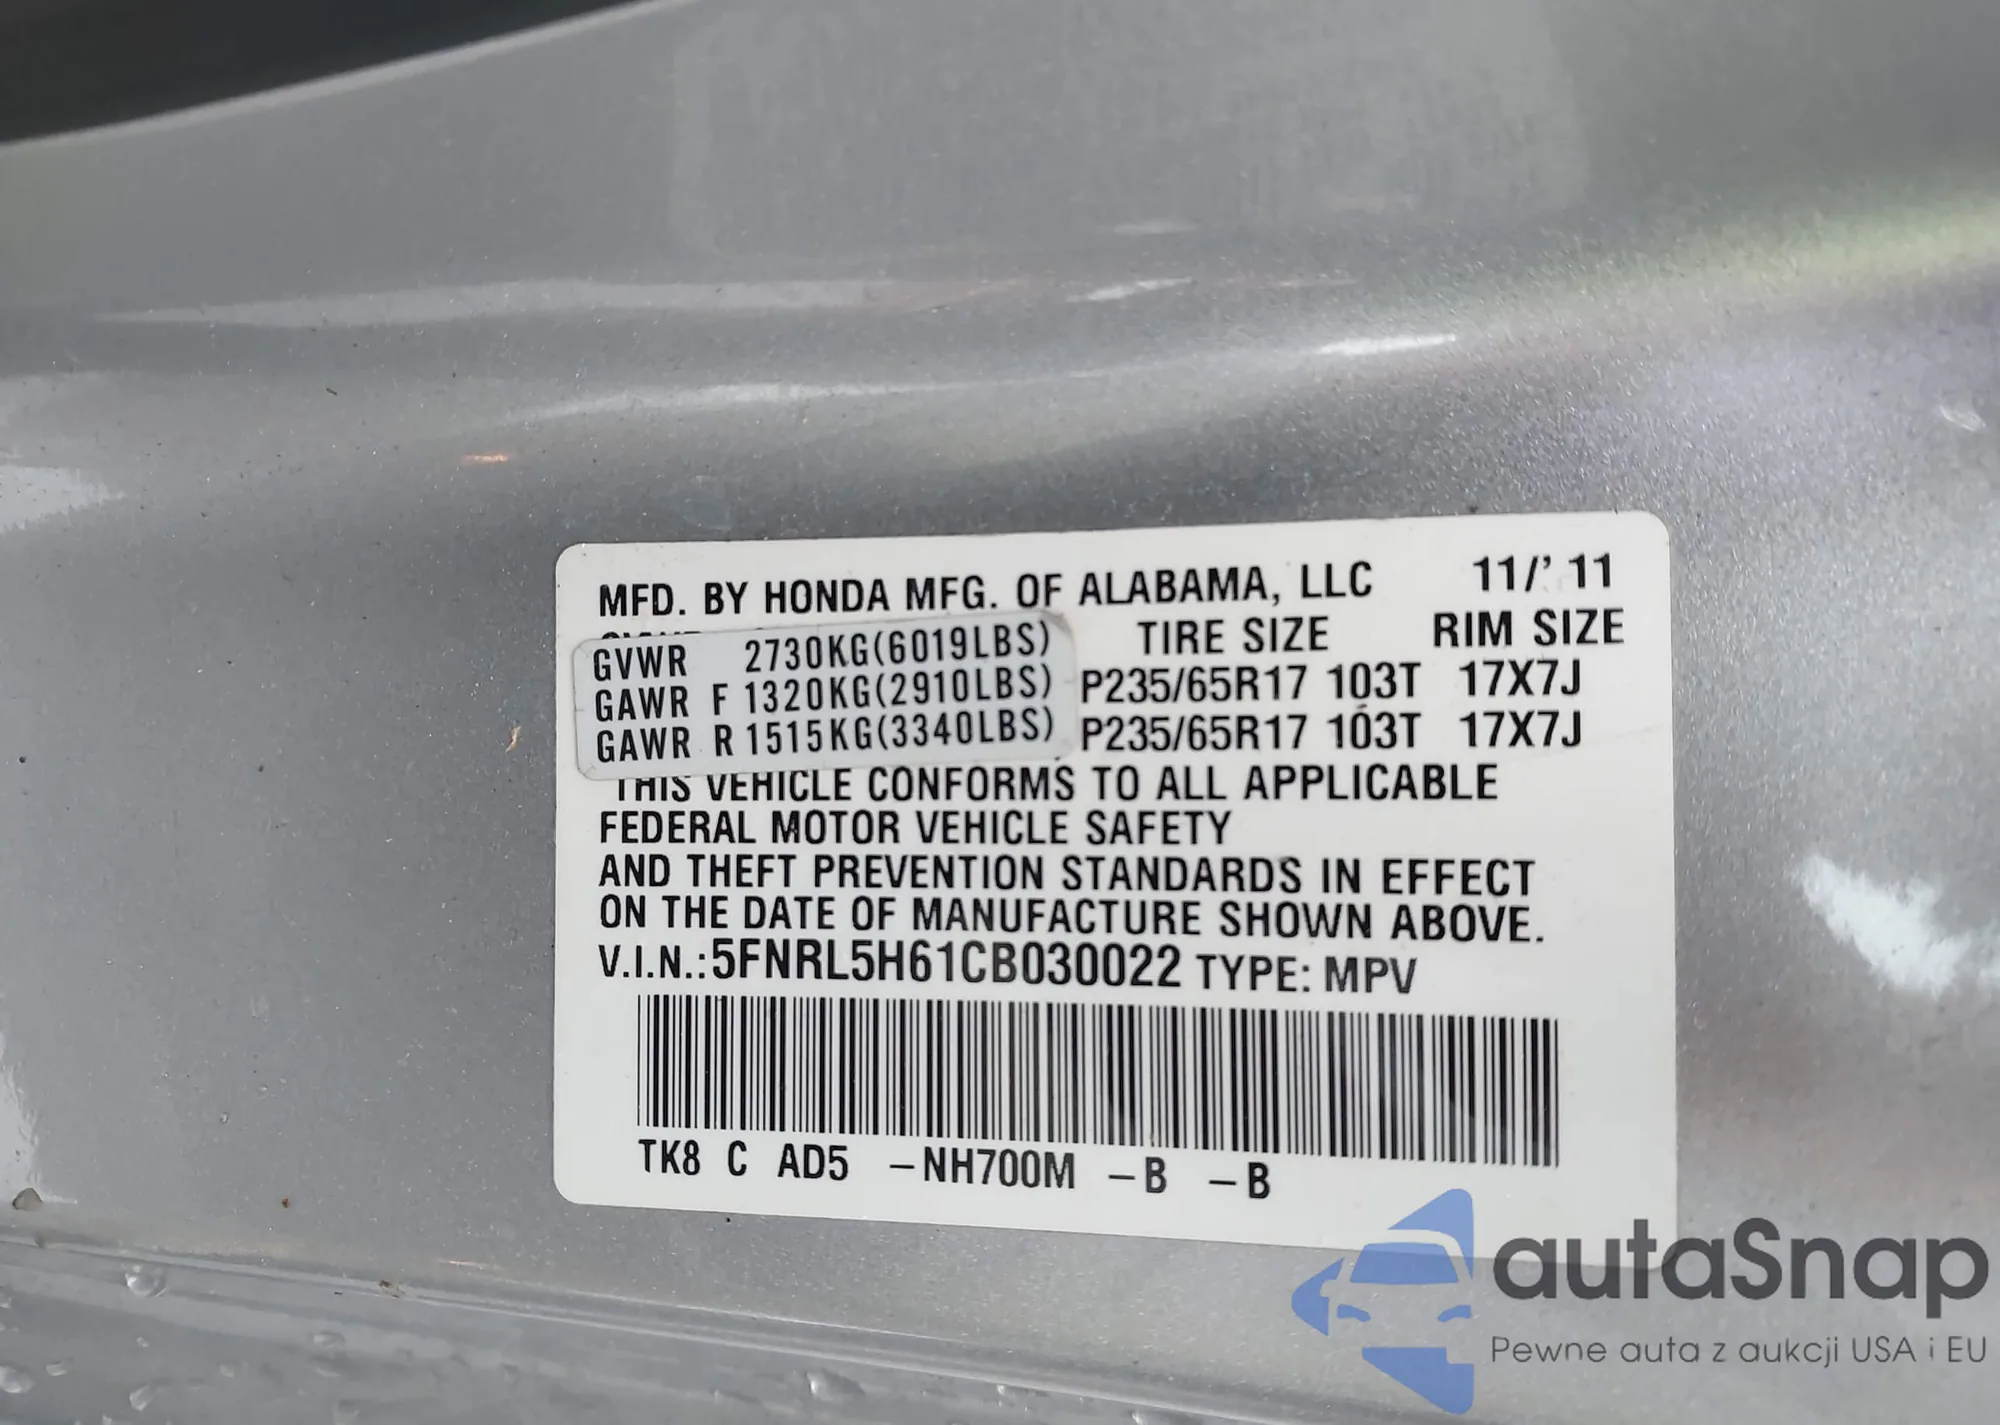 MFD. BY HONDA MFG. OF ALABAMA, LLC 11/' 11
TIRE SIZE RIM SIZE
GVWR 2730KG(6019LBS)
GAWR F 1320KG(2910LBS) P235/65R17 103T 17X7J
GAWR R 1515KG(3340LBS) P235/65R17 103T 17X7J
THIS VEHICLE CONFORMS TO ALL APPLICABLE
FEDERAL MOTOR VEHICLE SAFETY
AND THEFT PREVENTION STANDARDS IN EFFECT
ON THE DATE OF MANUFACTURE SHOWN ABOVE.
V.I.N.:5FNRL5H61CB030022 TYPE: MPV
TK8 C AD5 –NH700M –B –B
autaSnap
Pewne auta z aukcji USA i EU